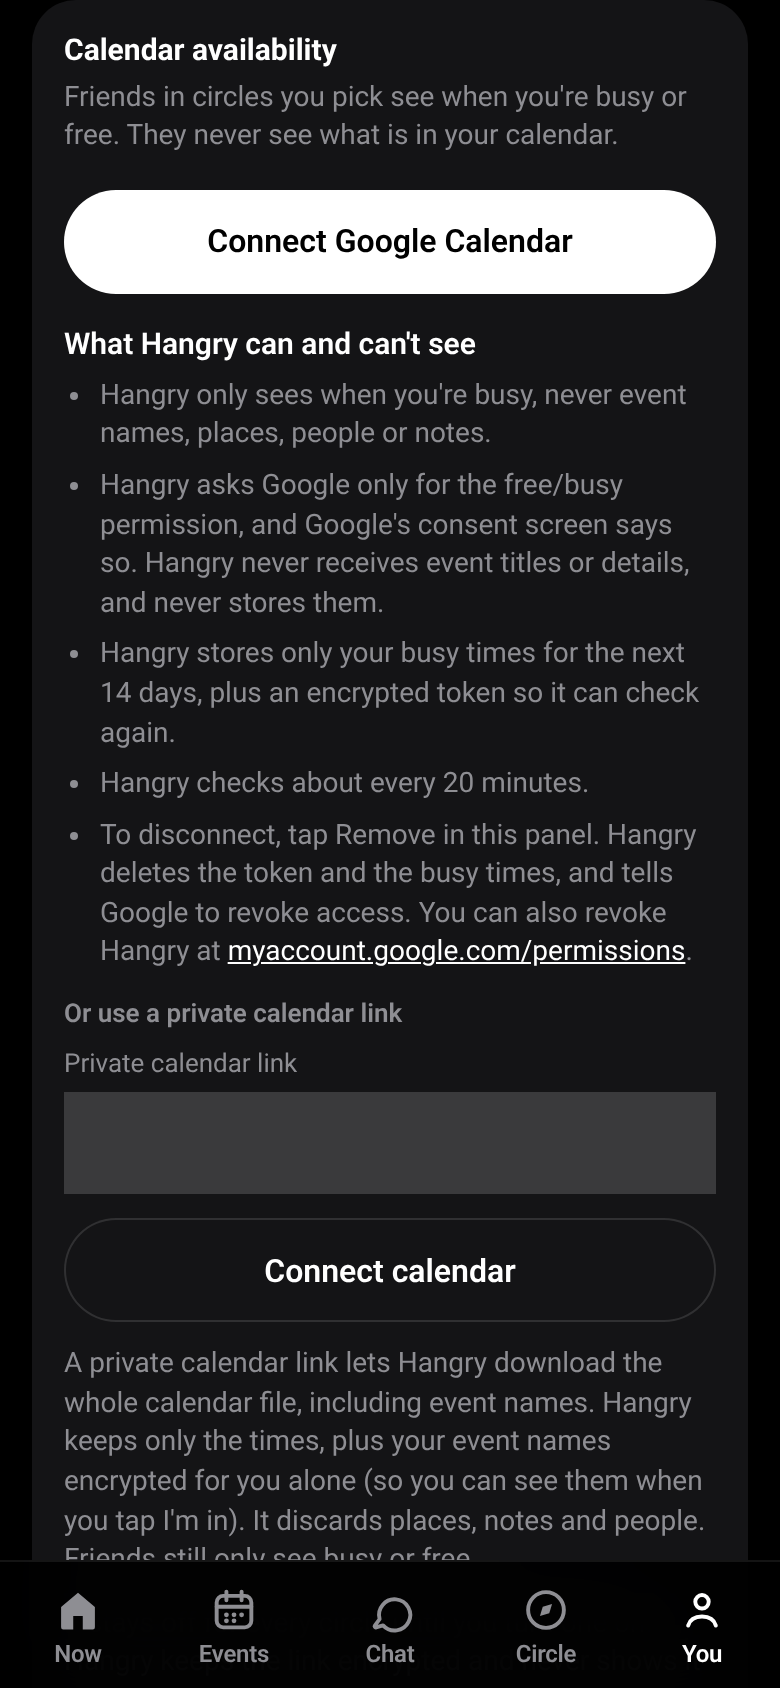 Calendar availability
Friends in circles you pick see when you're busy or
free. They never see what is in your calendar.
Connect Google Calendar
What Hangry can and can't see
• Hangry only sees when you're busy, never event
names, places, people or notes.
• Hangry asks Google only for the free/busy
permission, and Google's consent screen says
so. Hangry never receives event titles or details,
and never stores them.
• Hangry stores only your busy times for the next
14 days, plus an encrypted token so it can check
again.
• Hangry checks about every 20 minutes.
• To disconnect, tap Remove in this panel. Hangry
deletes the token and the busy times, and tells
Google to revoke access. You can also revoke
Hangry at myaccount.google.com/permissions.
Or use a private calendar link
Private calendar link
Connect calendar
A private calendar link lets Hangry download the
whole calendar file, including event names. Hangry
keeps only the times, plus your event names
encrypted for you alone (so you can see them when
you tap I'm in). It discards places, notes and people.
Friends still only see busy or free
Now Events Chat Circle You